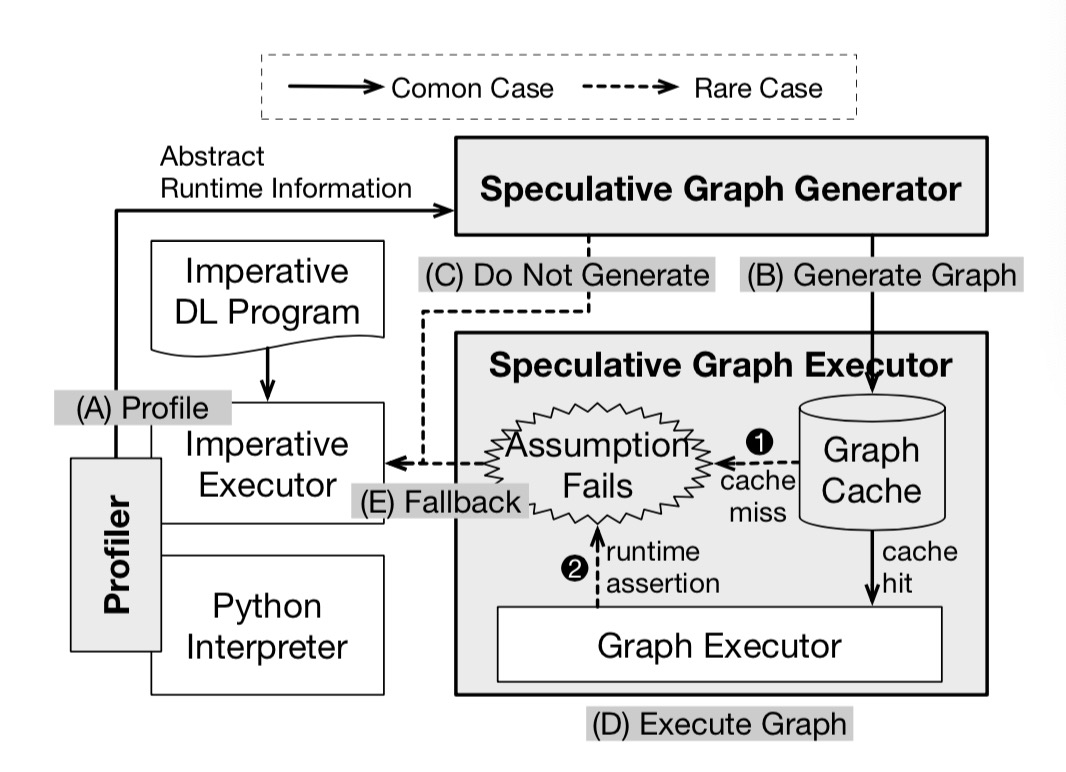 Comon Case
Rare Case
Abstract
Runtime Information
Speculative Graph Generator
Imperative
DL Program
(C) Do Not Generate
(B) Generate Graph
Speculative Graph Executor
(A) Profile
Imperative
Executor
Assumption
Fails
❶
cache
miss
Graph
Cache
(E) Fallback
Profiler
❷
runtime
assertion
cache
hit
Python
Interpreter
Graph Executor
(D) Execute Graph